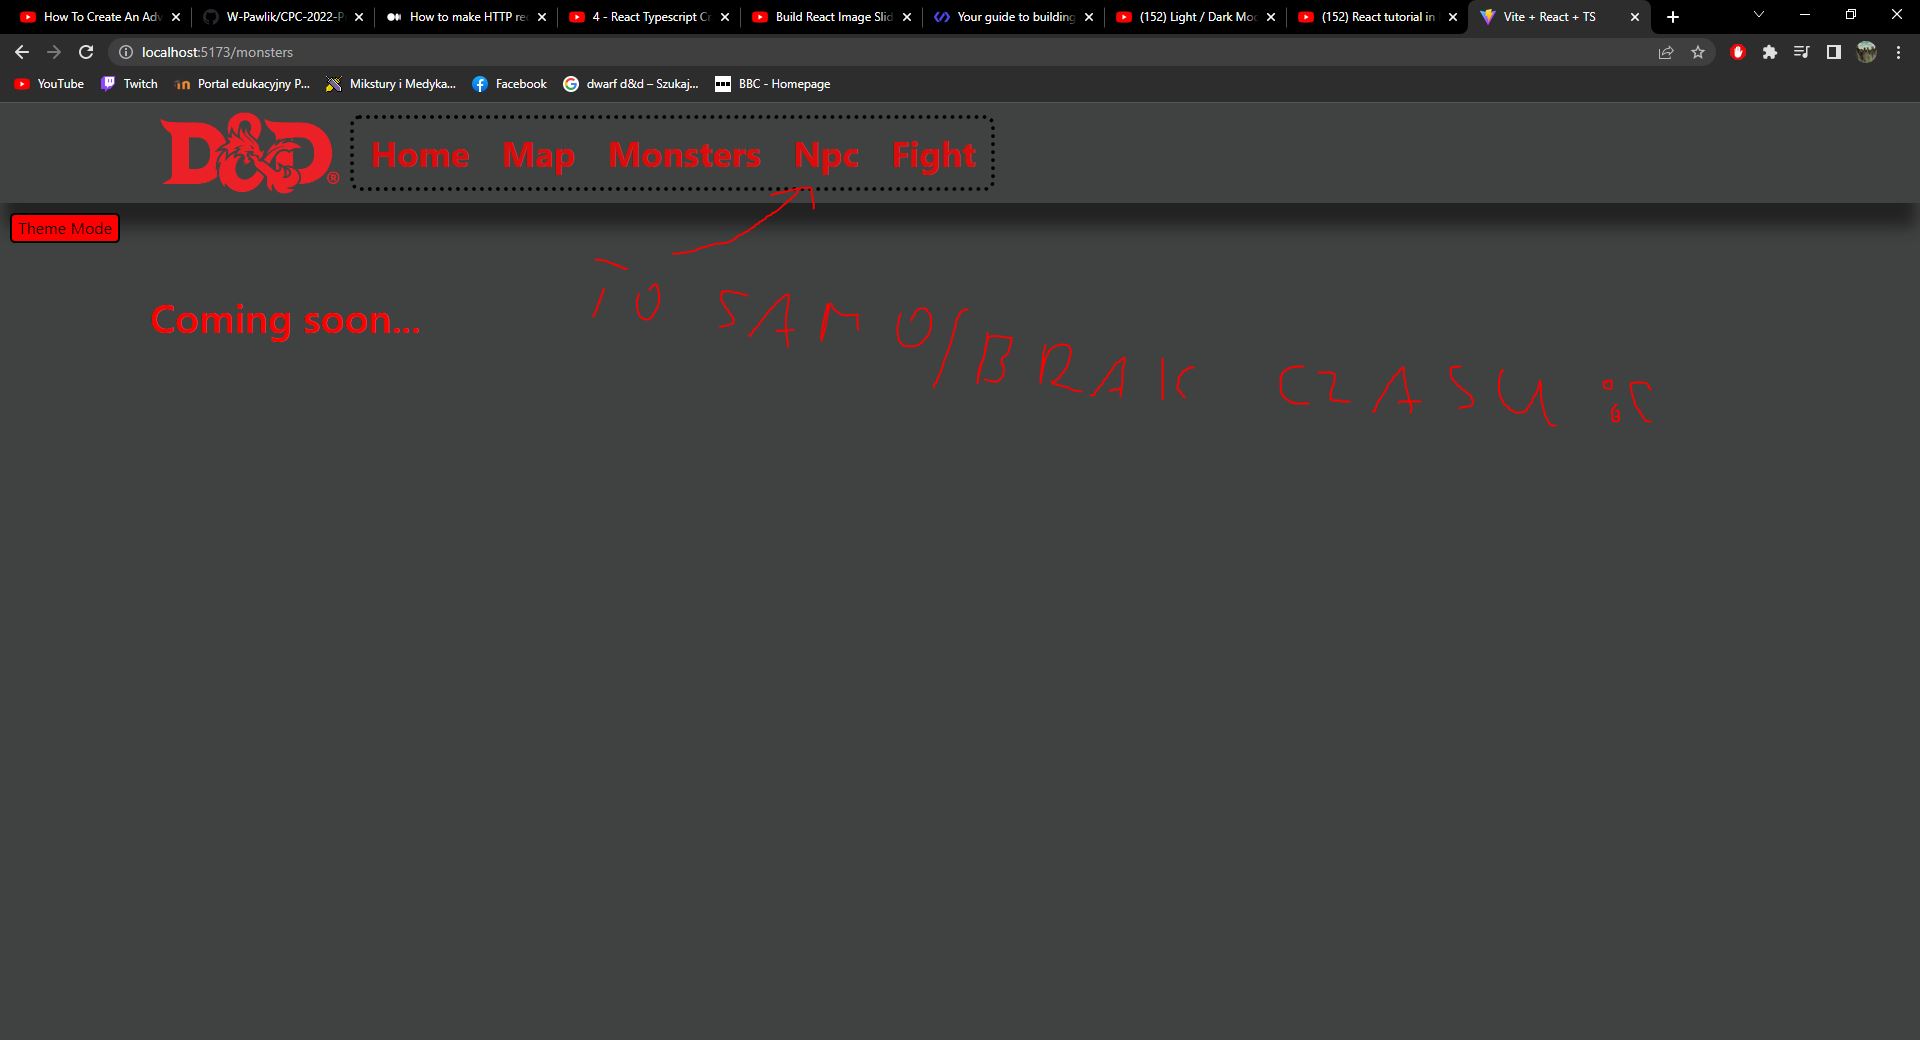 How To Create An Adv
W-Pawlik/CPC-2022-P
How to make HTTP rec
4 - React Typescript Cr
Build React Image Slid
Your guide to building
(152) Light / Dark Moc
(152) React tutorial in
Vite + React + TS
localhost:5173/monsters
YouTube
Twitch
Portal edukacyjny P...
Mikstury i Medyka...
Facebook
dwarf d&d – Szukaj...
BBC - Homepage
D&D®
Home
Map
Monsters
Npc
Fight
Theme Mode
TO SAMO/BRAK CZASU :(
Coming soon...